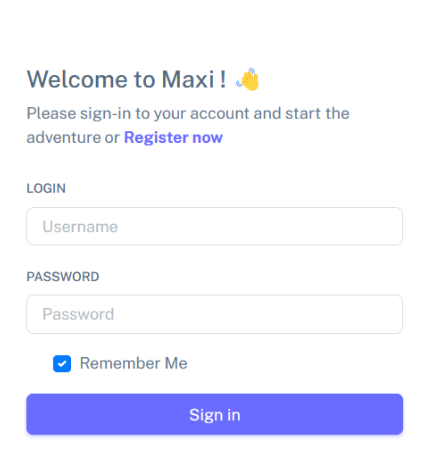 Welcome to Maxi ! 👋
Please sign-in to your account and start the
adventure or Register now
LOGIN
Username
PASSWORD
Password
Remember Me
Sign in